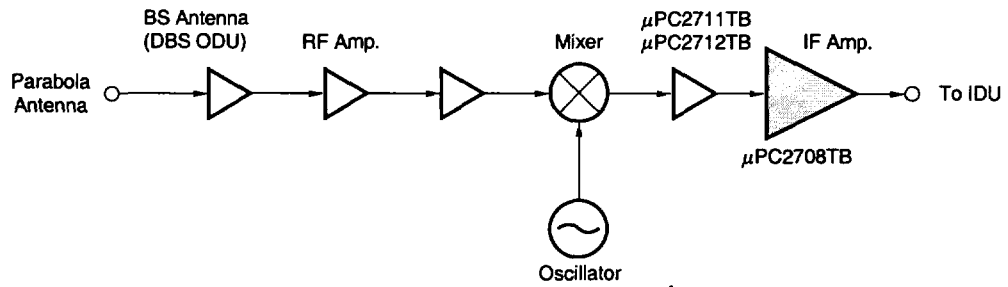 BS Antenna
(DBS ODU)
RF Amp.
Mixer
μPC2711TB
μPC2712TB
IF Amp.
Parabola
Antenna
To IDU
μPC2708TB
Oscillator